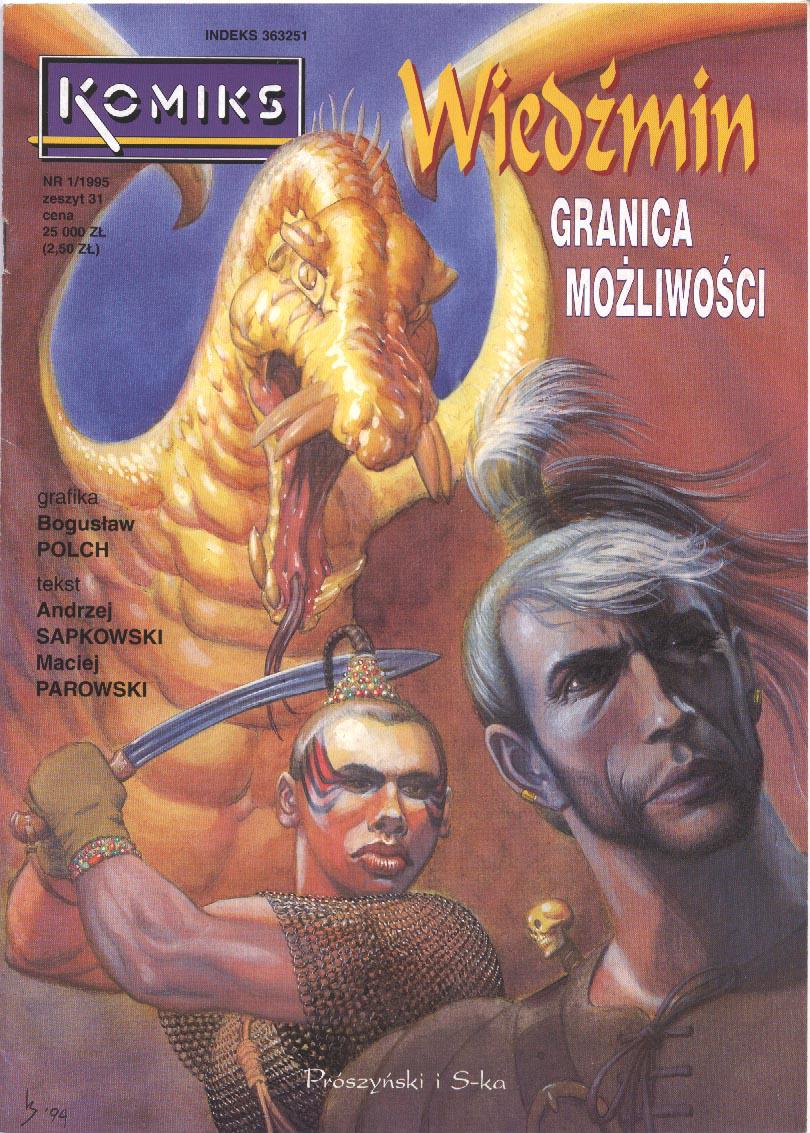 INDEKS 363251
KOMIKS
NR 1/1995
zeszyt 31
cena
25 000 ZŁ
(2,50 ZŁ)
Wiedźmin
GRANICA
MOŻLIWOŚCI
grafika
Bogusław
POLCH
tekst
Andrzej
SAPKOWSKI
Maciej
PAROWSKI
Prószyński i S-ka
'94